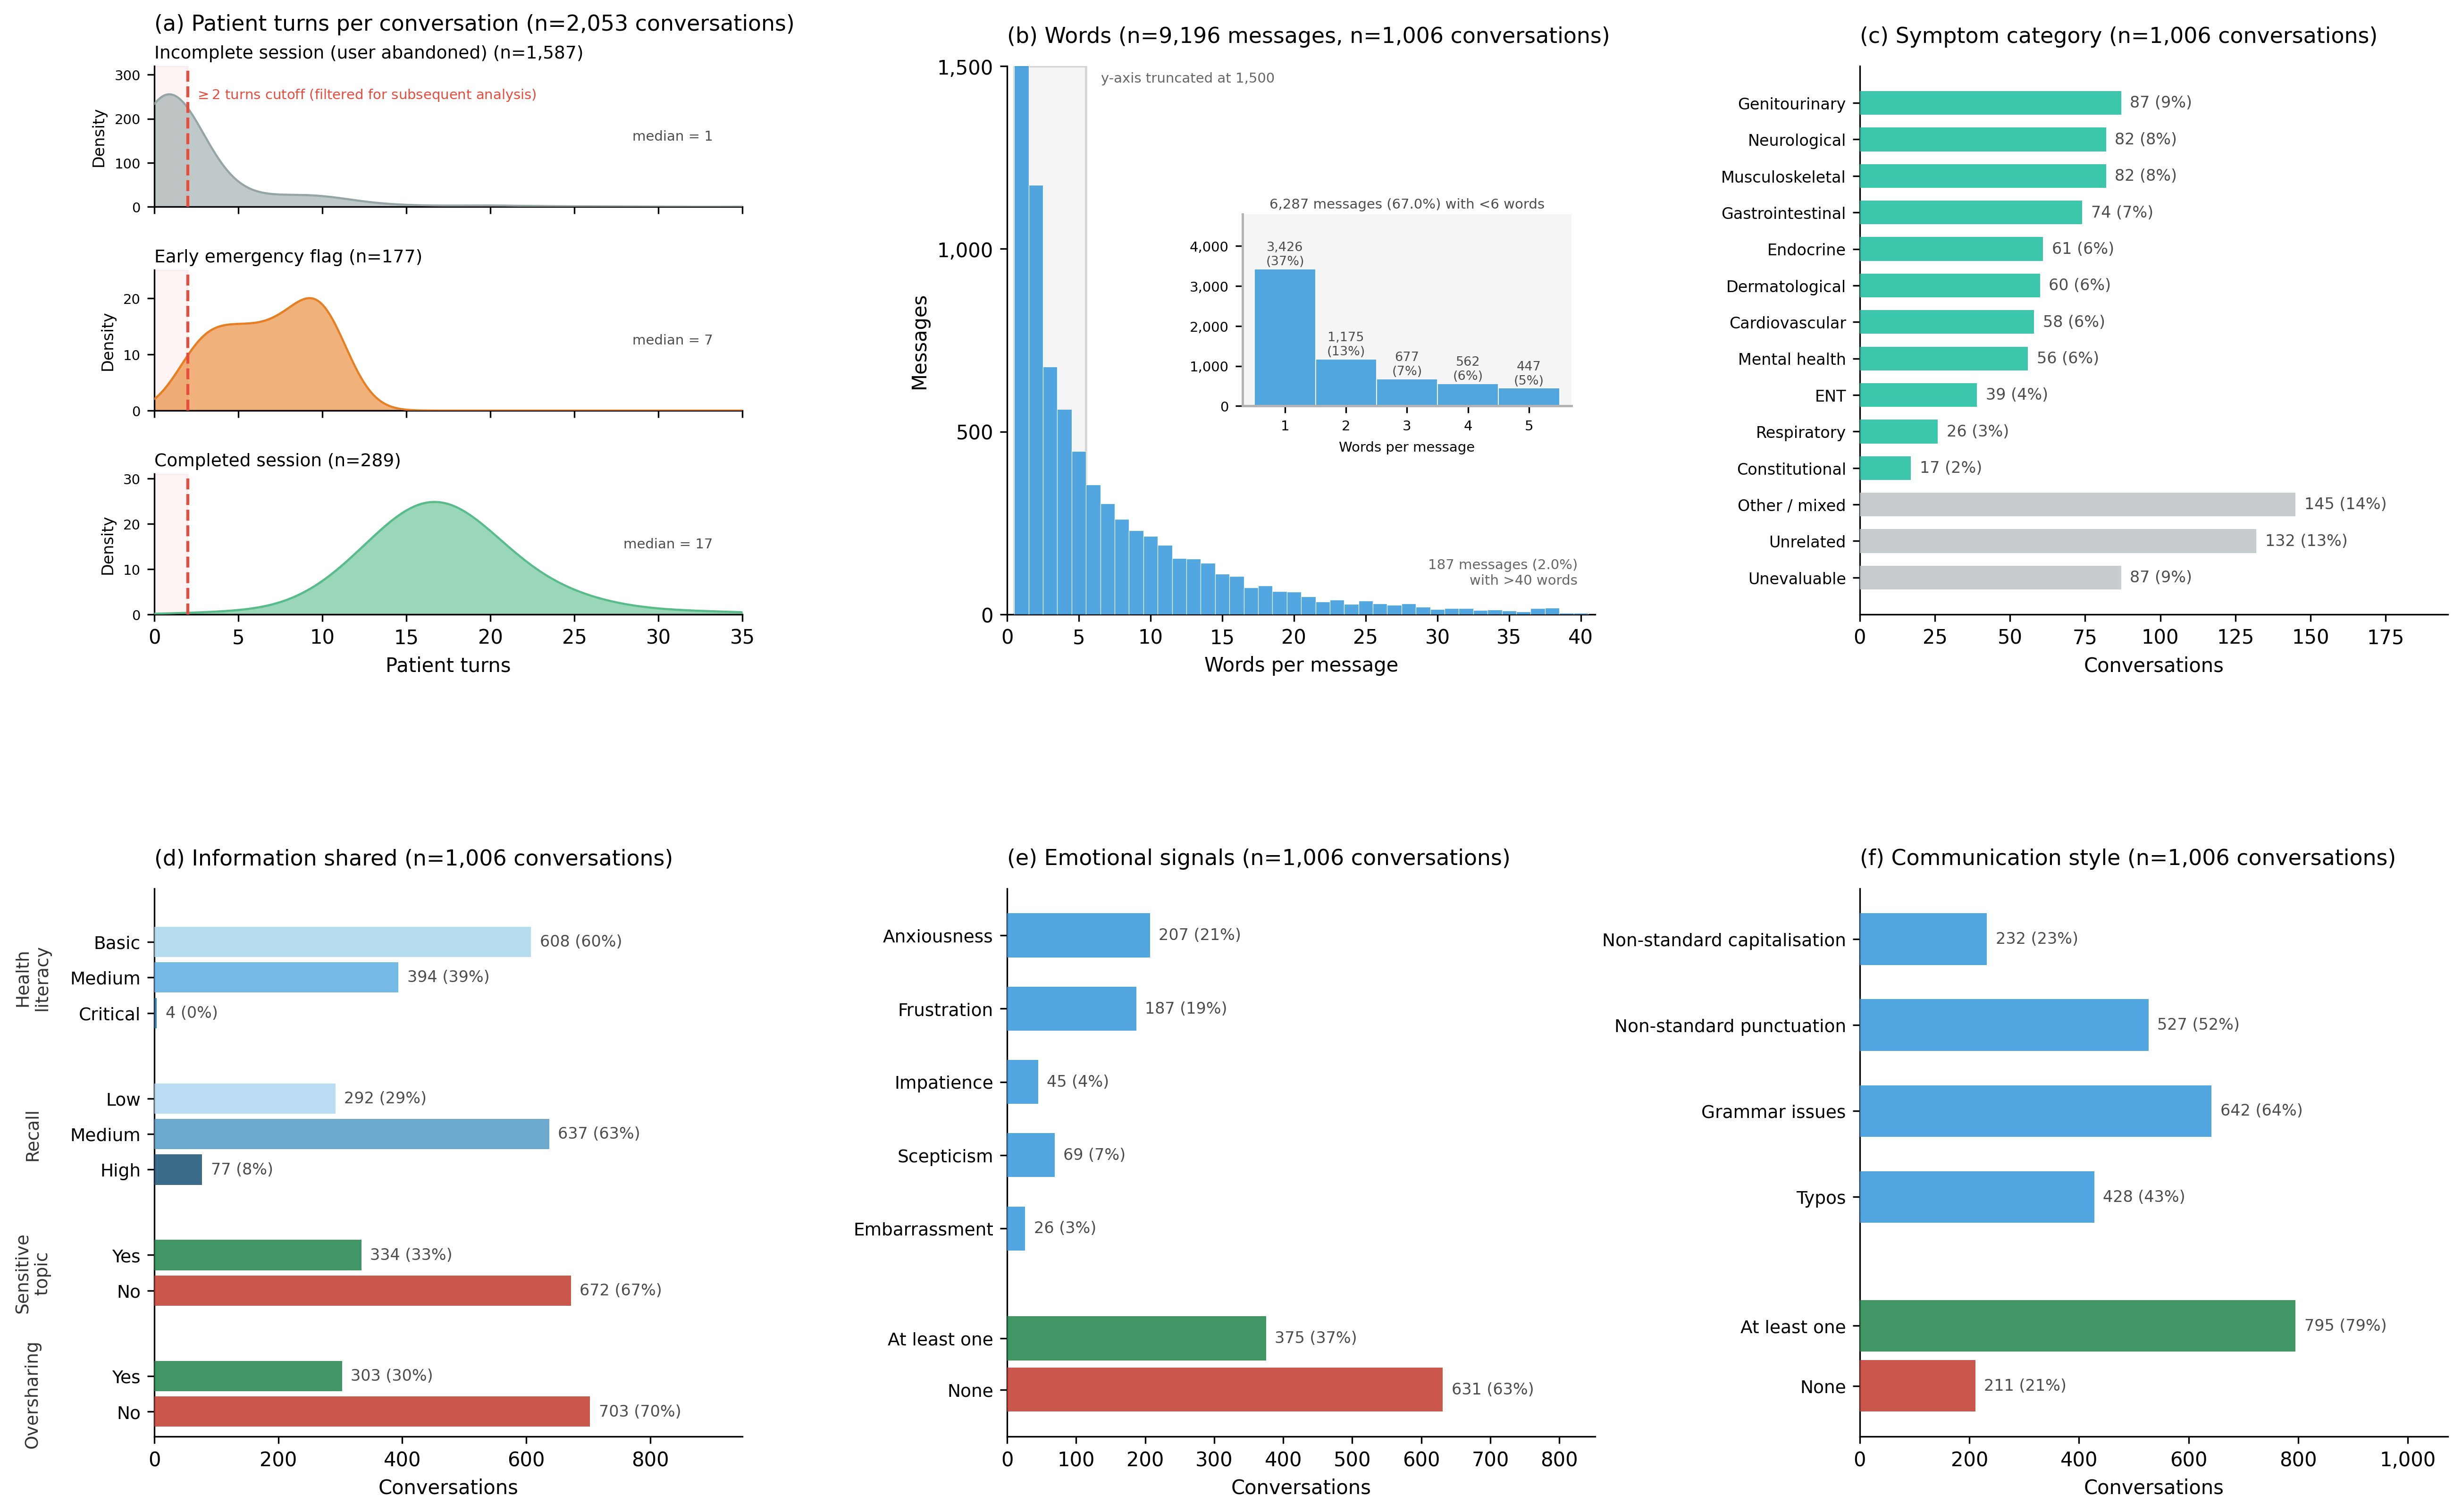 (a) Patient turns per conversation (n=2,053 conversations)
Incomplete session (user abandoned) (n=1,587)
300
200
100
0
Density
≥2 turns cutoff (filtered for subsequent analysis)
median = 1
Early emergency flag (n=177)
20
10
0
Density
median = 7
Completed session (n=289)
30
20
10
0
Density
median = 17
0 5 10 15 20 25 30 35
Patient turns
(b) Words (n=9,196 messages, n=1,006 conversations)
1,500
1,000
500
0
Messages
y-axis truncated at 1,500
6,287 messages (67.0%) with <6 words
4,000
3,000
2,000
1,000
0
3,426
(37%)
1,175
(13%)
677
(7%)
562
(6%)
447
(5%)
1 2 3 4 5
Words per message
187 messages (2.0%)
with >40 words
0 5 10 15 20 25 30 35 40
Words per message
(c) Symptom category (n=1,006 conversations)
Genitourinary 87 (9%)
Neurological 82 (8%)
Musculoskeletal 82 (8%)
Gastrointestinal 74 (7%)
Endocrine 61 (6%)
Dermatological 60 (6%)
Cardiovascular 58 (6%)
Mental health 56 (6%)
ENT 39 (4%)
Respiratory 26 (3%)
Constitutional 17 (2%)
Other / mixed 145 (14%)
Unrelated 132 (13%)
Unevaluable 87 (9%)
0 25 50 75 100 125 150 175
Conversations
(d) Information shared (n=1,006 conversations)
Health
literacy
Basic 608 (60%)
Medium 394 (39%)
Critical 4 (0%)
Recall
Low 292 (29%)
Medium 637 (63%)
High 77 (8%)
Sensitive
topic
Yes 334 (33%)
No 672 (67%)
Oversharing
Yes 303 (30%)
No 703 (70%)
0 200 400 600 800
Conversations
(e) Emotional signals (n=1,006 conversations)
Anxiousness 207 (21%)
Frustration 187 (19%)
Impatience 45 (4%)
Scepticism 69 (7%)
Embarrassment 26 (3%)
At least one 375 (37%)
None 631 (63%)
0 100 200 300 400 500 600 700 800
Conversations
(f) Communication style (n=1,006 conversations)
Non-standard capitalisation 232 (23%)
Non-standard punctuation 527 (52%)
Grammar issues 642 (64%)
Typos 428 (43%)
At least one 795 (79%)
None 211 (21%)
0 200 400 600 800 1,000
Conversations